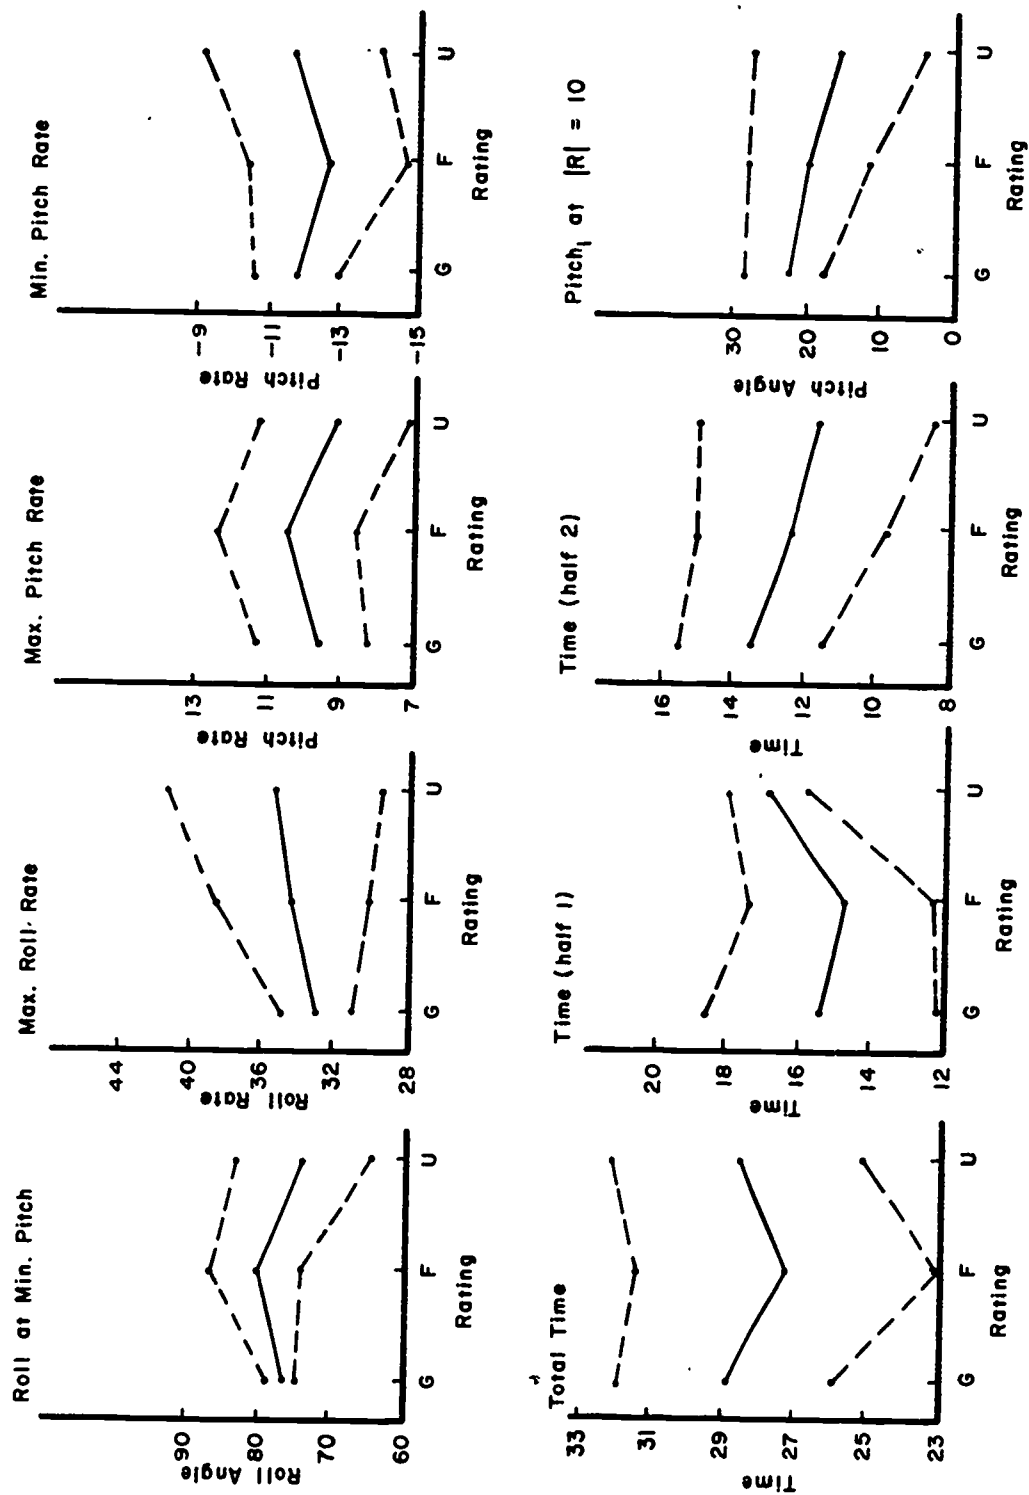 Roll at Min. Pitch
Roll Angle
90
80
70
60
G F U
Rating
Max. Roll Rate
Roll Rate
44
40
36
32
28
G F U
Rating
Max. Pitch Rate
Pitch Rate
13
11
9
7
G F U
Rating
Min. Pitch Rate
Pitch Rate
-9
-11
-13
-15
G F U
Rating
Total Time
Time
33
31
29
27
25
23
G F U
Rating
Time (half 1)
Time
20
18
16
14
12
G F U
Rating
Time (half 2)
Time
16
14
12
10
8
G F U
Rating
Pitch₁ at |R| = 10
Pitch Angle
30
20
10
0
G F U
Rating